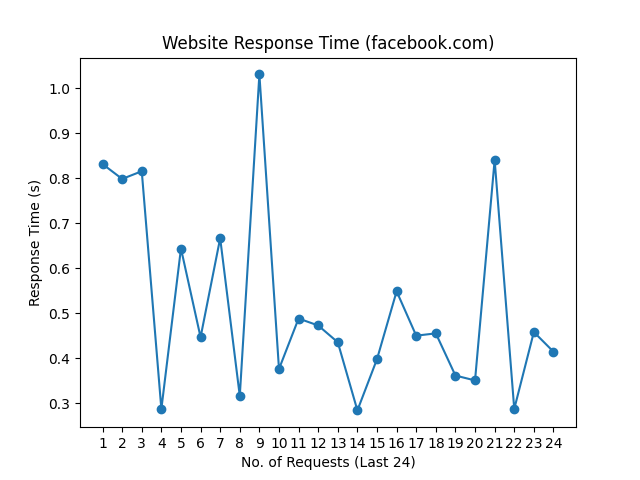 Website Response Time (facebook.com)
1.0
0.9
0.8
0.7
0.6
0.5
0.4
0.3
Response Time (s)
1 2 3 4 5 6 7 8 9 10 11 12 13 14 15 16 17 18 19 20 21 22 23 24
No. of Requests (Last 24)